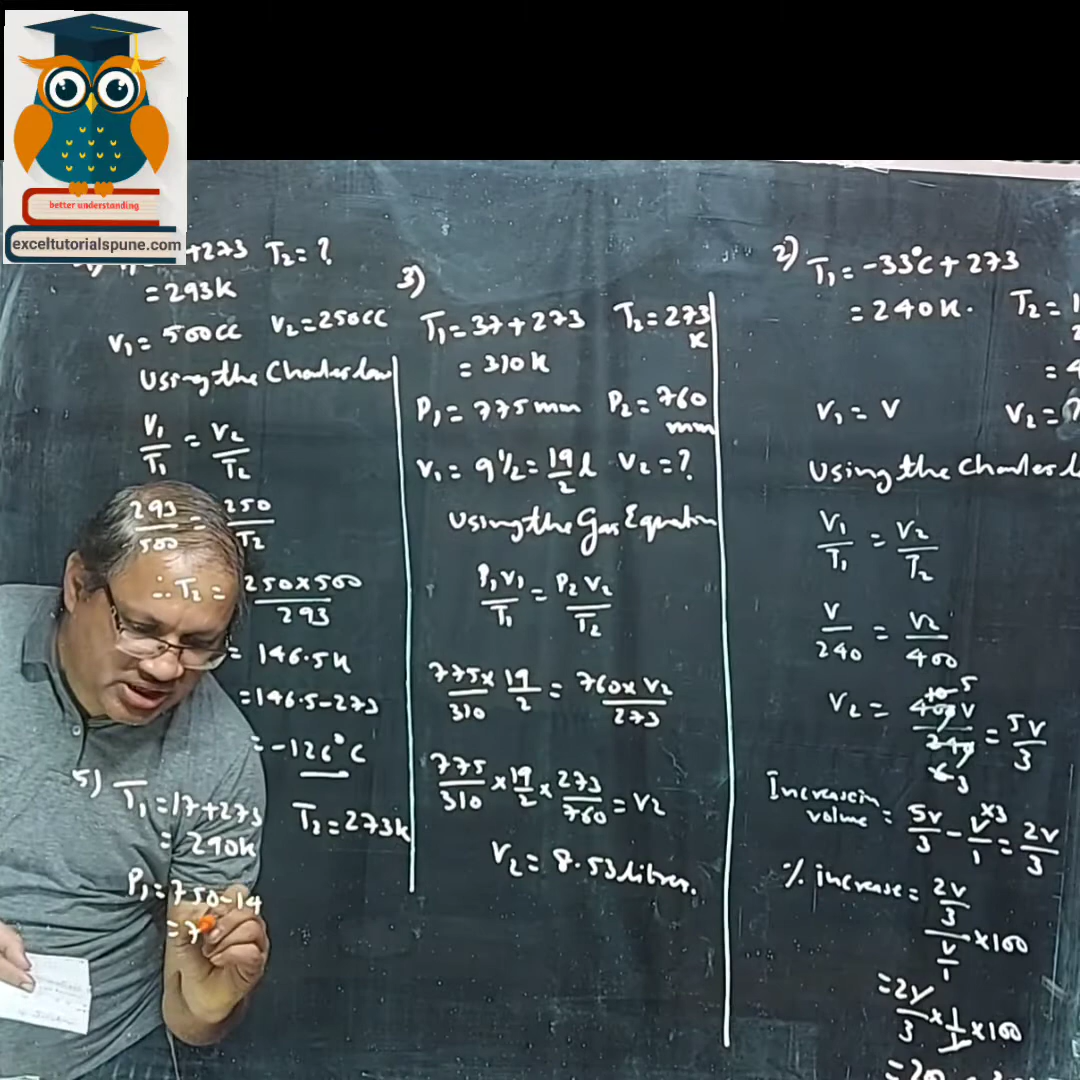 better understanding
exceltutorialspune.com
+273 T₂ = ?
= 293K
V₁ = 500cc V₂ = 250cc
Using the Charles law
V₁/T₁ = V₂/T₂
293/500 = 250/T₂
∴ T₂ = 250×500/293
= 146.5K
= 146.5-273
= -126°C
5) T₁ = 17+273 T₂ = 273K
= 290K
P₁ = 750-14
= 7
3)
T₁ = 37+273 T₂ = 273K
= 310K
P₁ = 775mm P₂ = 760mm
V₁ = 9½ = 19/2 l V₂ = ?
Using the Gas Equation
P₁V₁/T₁ = P₂V₂/T₂
775×/310 19/2 = 760×V₂/273
775/310 × 19/2 × 273/760 = V₂
V₂ = 8.53 litres.
2) T₁ = -33°C + 273
= 240K. T₂ =
=
V₁ = V V₂ = ?
Using the Charles
V₁/T₁ = V₂/T₂
V/240 = V₂/400
V₂ = 400V/240 = 5V/3
Increase in volume = 5V/3 - V×3/1 = 2V/3
% increase = 2V/3 / V/1 × 100
= 2V/3 × 1/V × 100